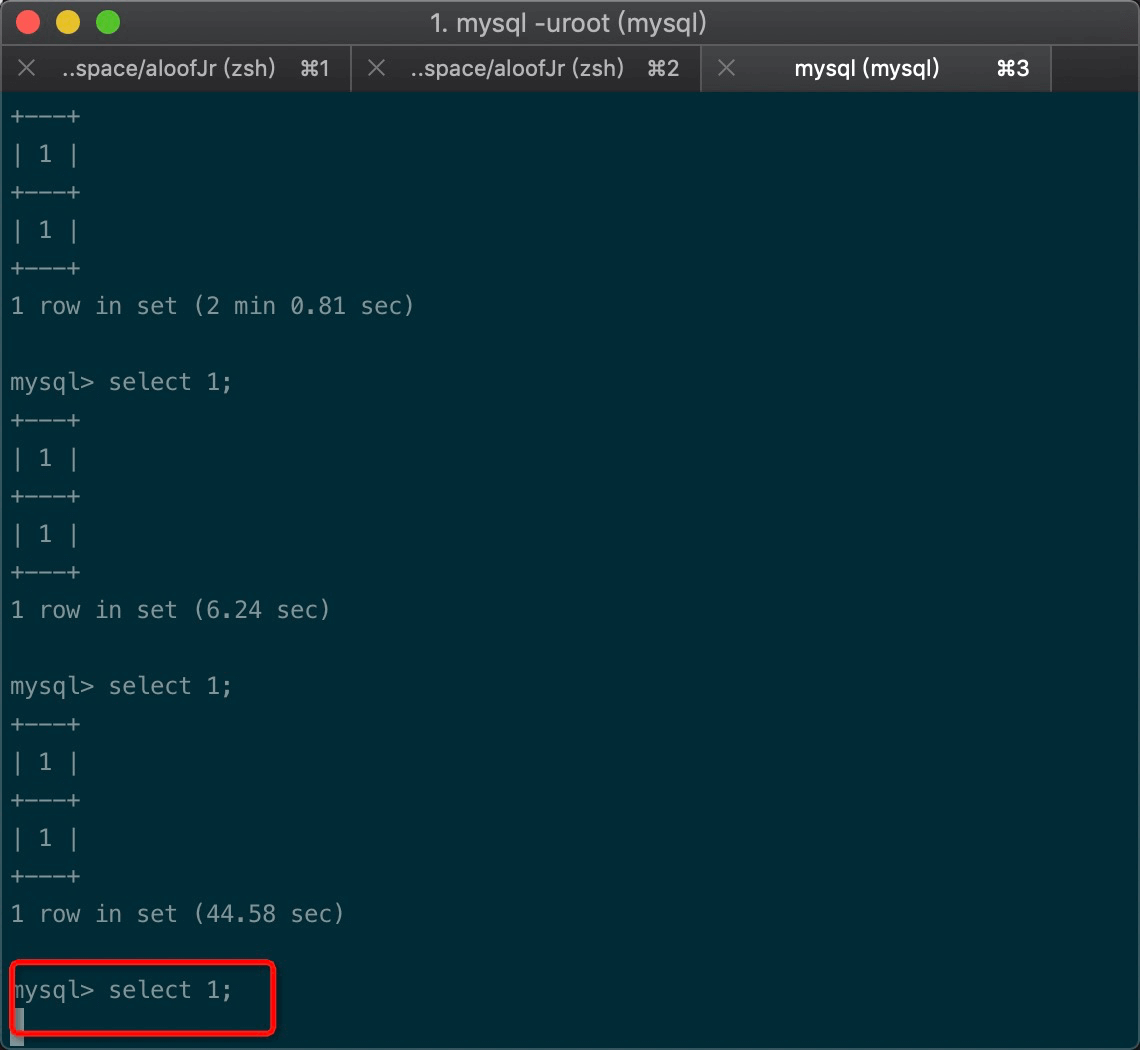 1. mysql -uroot (mysql)
..space/aloofJr (zsh) ⌘1 ..space/aloofJr (zsh) ⌘2 mysql (mysql) ⌘3
+---+
| 1 |
+---+
| 1 |
+---+
1 row in set (2 min 0.81 sec)
mysql> select 1;
+---+
| 1 |
+---+
| 1 |
+---+
1 row in set (6.24 sec)
mysql> select 1;
+---+
| 1 |
+---+
| 1 |
+---+
1 row in set (44.58 sec)
mysql> select 1;